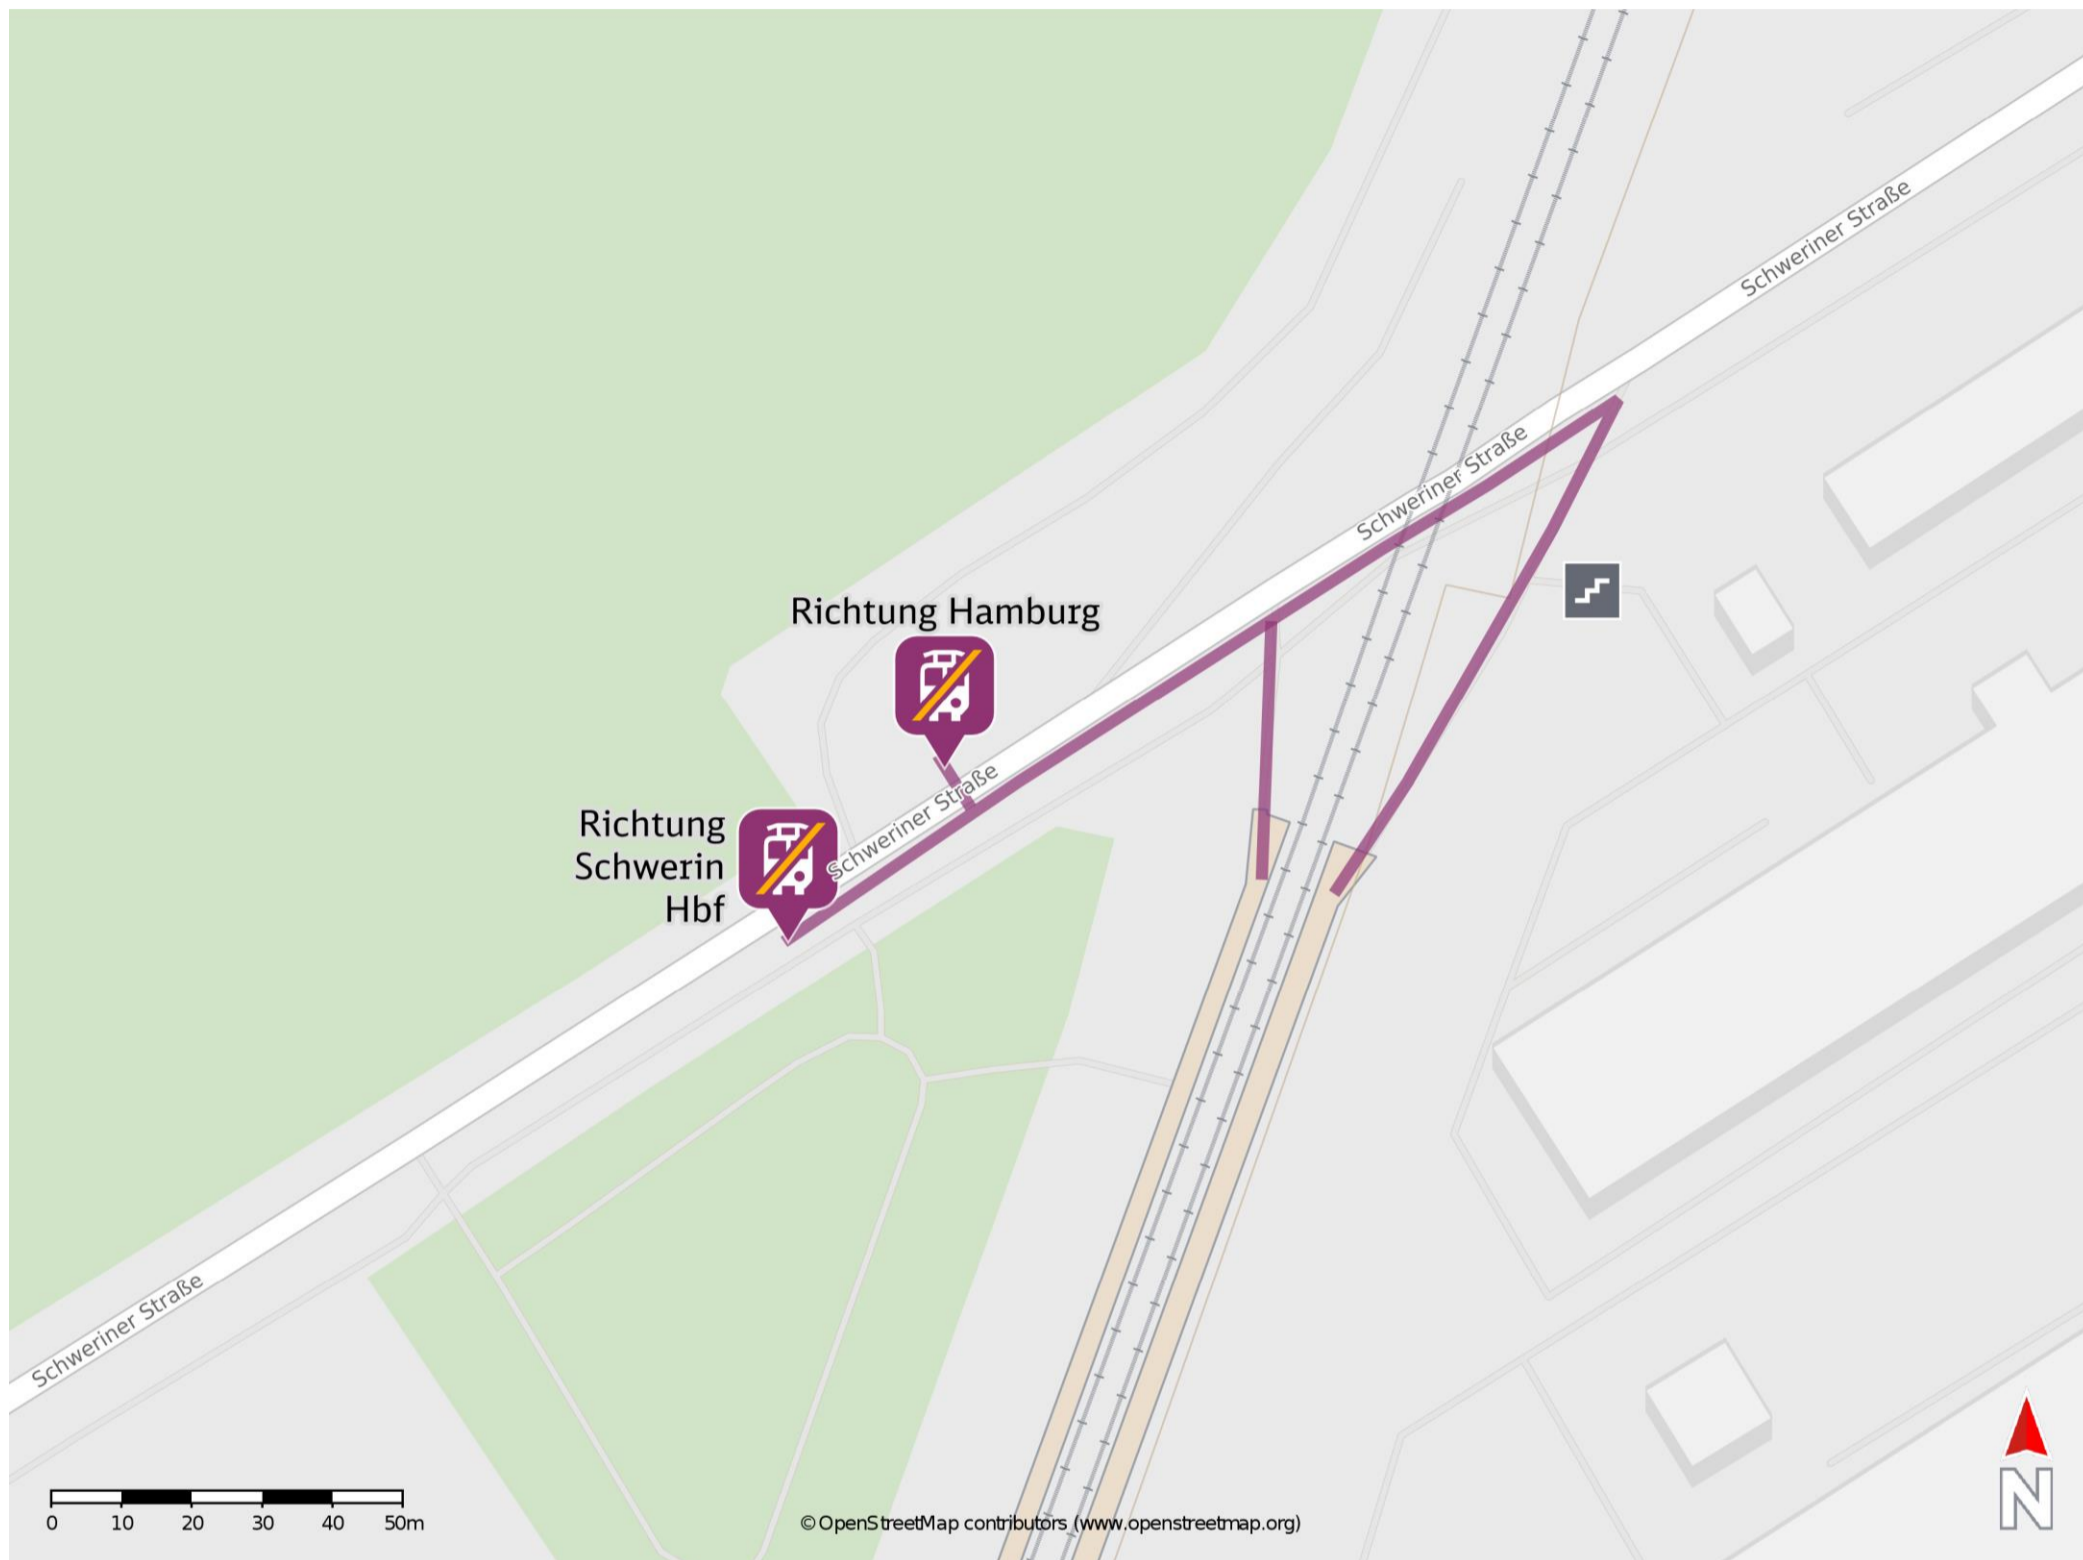 Schweriner Straße
Schweriner Straße
Richtung Hamburg
Schweriner Straße
Richtung
Schwerin
Hbf
Schweriner Straße
N
0 10 20 30 40 50m
© OpenStreetMap contributors (www.openstreetmap.org)